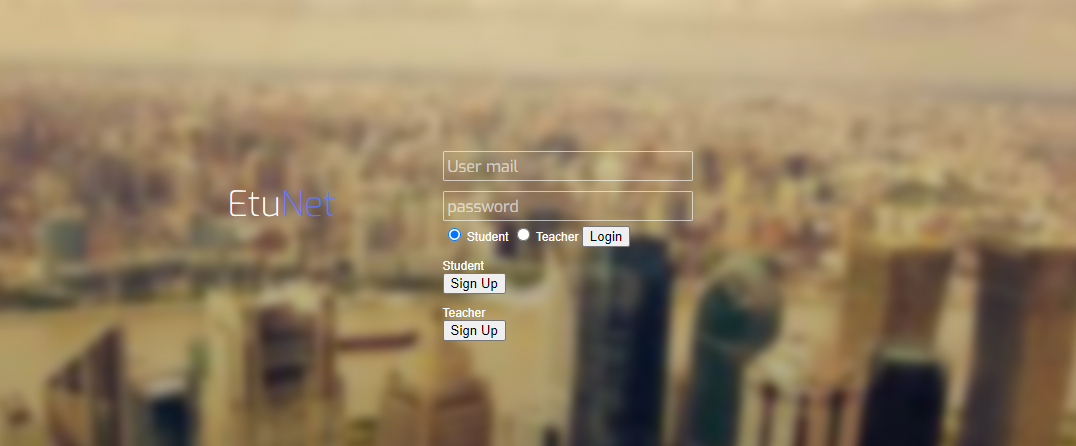 EtuNet
User mail
password
Student Teacher Login
Student
Sign Up
Teacher
Sign Up